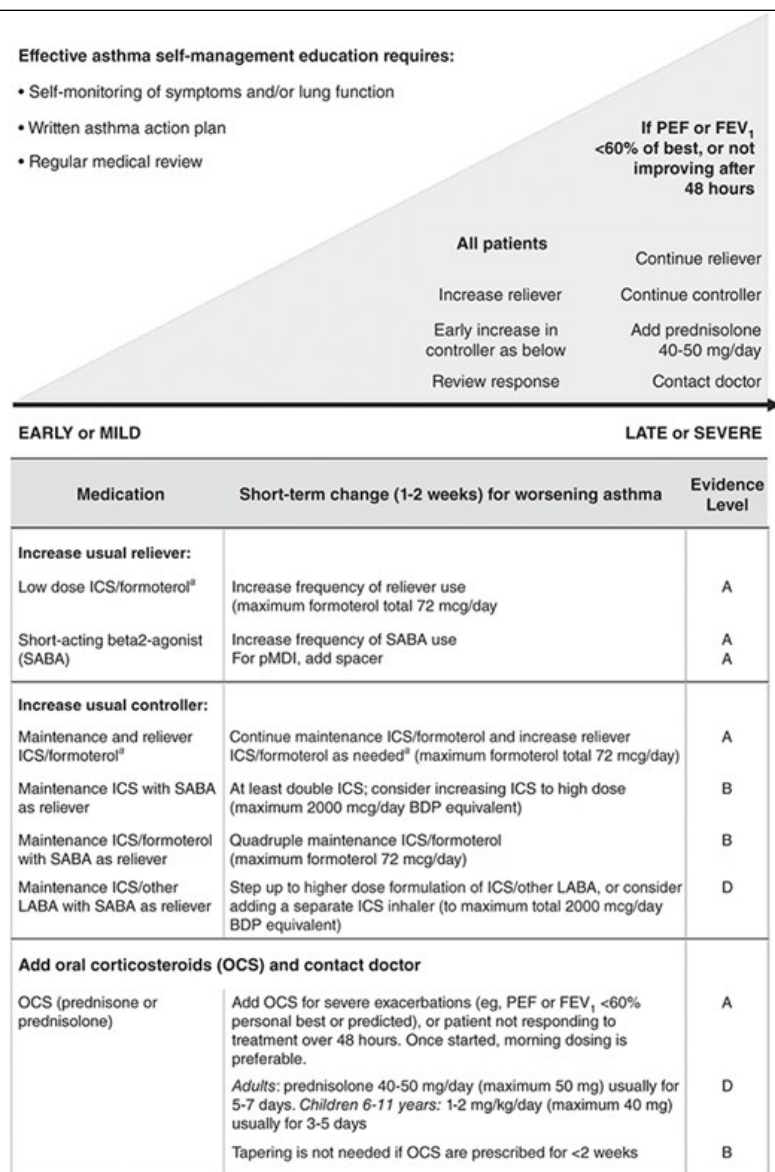 Effective asthma self-management education requires:
• Self-monitoring of symptoms and/or lung function
• Written asthma action plan
• Regular medical review
If PEF or FEV₁
<60% of best, or not
improving after
48 hours
All patients
Increase reliever
Early increase in
controller as below
Review response
Continue reliever
Continue controller
Add prednisolone
40-50 mg/day
Contact doctor
EARLY or MILD
LATE or SEVERE
Medication
Short-term change (1-2 weeks) for worsening asthma
Evidence
Level
Increase usual reliever:
Low dose ICS/formoterolᵃ
Increase frequency of reliever use
(maximum formoterol total 72 mcg/day
A
Short-acting beta2-agonist
(SABA)
Increase frequency of SABA use
For pMDI, add spacer
A
A
Increase usual controller:
Maintenance and reliever
ICS/formoterolᵃ
Continue maintenance ICS/formoterol and increase reliever
ICS/formoterol as neededᵃ (maximum formoterol total 72 mcg/day)
A
Maintenance ICS with SABA
as reliever
At least double ICS; consider increasing ICS to high dose
(maximum 2000 mcg/day BDP equivalent)
B
Maintenance ICS/formoterol
with SABA as reliever
Quadruple maintenance ICS/formoterol
(maximum formoterol 72 mcg/day)
B
Maintenance ICS/other
LABA with SABA as reliever
Step up to higher dose formulation of ICS/other LABA, or consider
adding a separate ICS inhaler (to maximum total 2000 mcg/day
BDP equivalent)
D
Add oral corticosteroids (OCS) and contact doctor
OCS (prednisone or
prednisolone)
Add OCS for severe exacerbations (eg, PEF or FEV₁ <60%
personal best or predicted), or patient not responding to
treatment over 48 hours. Once started, morning dosing is
preferable.
A
Adults: prednisolone 40-50 mg/day (maximum 50 mg) usually for
5-7 days. Children 6-11 years: 1-2 mg/kg/day (maximum 40 mg)
usually for 3-5 days
D
Tapering is not needed if OCS are prescribed for <2 weeks
B